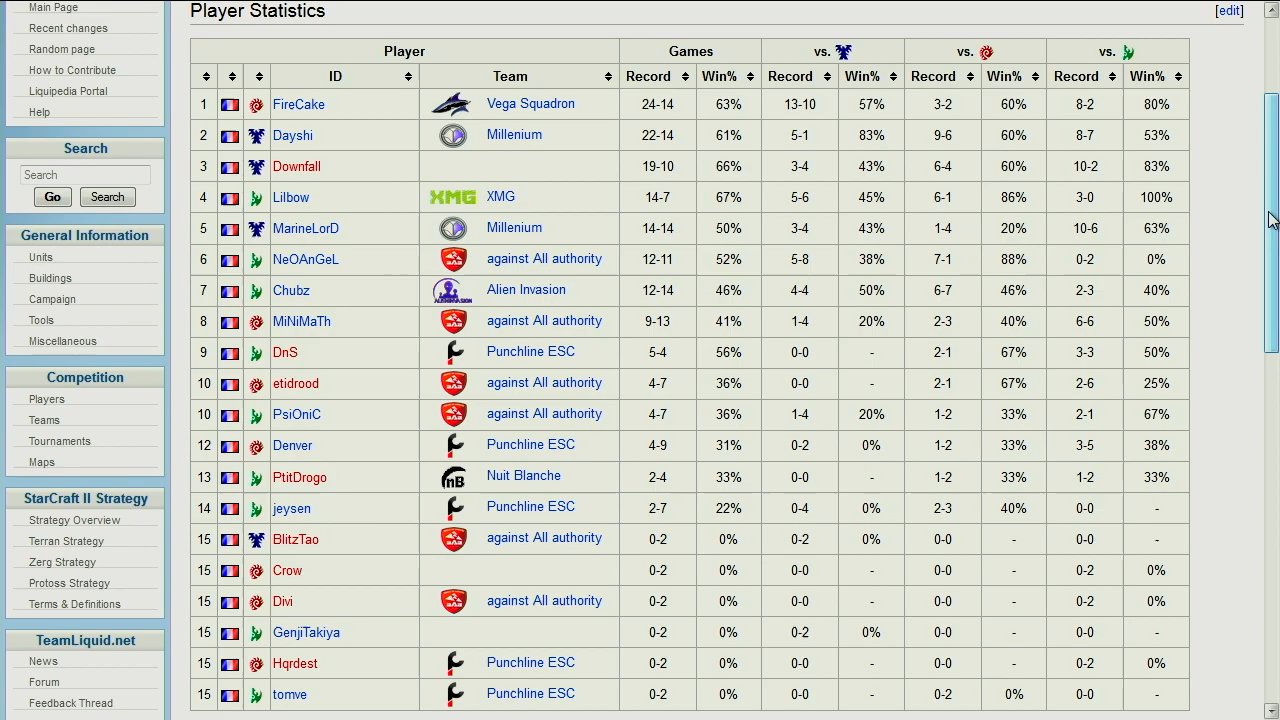 Main Page
Recent changes
Random page
How to Contribute
Liquipedia Portal
Help
Search
Search
Go Search
General Information
Units
Buildings
Campaign
Tools
Miscellaneous
Competition
Players
Teams
Tournaments
Maps
StarCraft II Strategy
Strategy Overview
Terran Strategy
Zerg Strategy
Protoss Strategy
Terms & Definitions
TeamLiquid.net
News
Forum
Feedback Thread
Player Statistics [edit]
Player Games vs. vs. vs.
ID Team Record Win% Record Win% Record Win% Record Win%
1 FireCake Vega Squadron 24-14 63% 13-10 57% 3-2 60% 8-2 80%
2 Dayshi Millenium 22-14 61% 5-1 83% 9-6 60% 8-7 53%
3 Downfall 19-10 66% 3-4 43% 6-4 60% 10-2 83%
4 Lilbow XMG XMG 14-7 67% 5-6 45% 6-1 86% 3-0 100%
5 MarineLorD Millenium 14-14 50% 3-4 43% 1-4 20% 10-6 63%
6 NeOAnGeL against All authority 12-11 52% 5-8 38% 7-1 88% 0-2 0%
7 Chubz ALIEN INVASION Alien Invasion 12-14 46% 4-4 50% 6-7 46% 2-3 40%
8 MiNiMaTh against All authority 9-13 41% 1-4 20% 2-3 40% 6-6 50%
9 DnS Punchline ESC 5-4 56% 0-0 - 2-1 67% 3-3 50%
10 etidrood against All authority 4-7 36% 0-0 - 2-1 67% 2-6 25%
10 PsiOniC against All authority 4-7 36% 1-4 20% 1-2 33% 2-1 67%
12 Denver Punchline ESC 4-9 31% 0-2 0% 1-2 33% 3-5 38%
13 PtitDrogo nB Nuit Blanche 2-4 33% 0-0 - 1-2 33% 1-2 33%
14 jeysen Punchline ESC 2-7 22% 0-4 0% 2-3 40% 0-0 -
15 BlitzTao against All authority 0-2 0% 0-2 0% 0-0 - 0-0 -
15 Crow 0-2 0% 0-0 - 0-0 - 0-2 0%
15 Divi against All authority 0-2 0% 0-0 - 0-0 - 0-2 0%
15 GenjiTakiya 0-2 0% 0-2 0% 0-0 - 0-0 -
15 Hqrdest Punchline ESC 0-2 0% 0-0 - 0-0 - 0-2 0%
15 tomve Punchline ESC 0-2 0% 0-0 - 0-2 0% 0-0 -